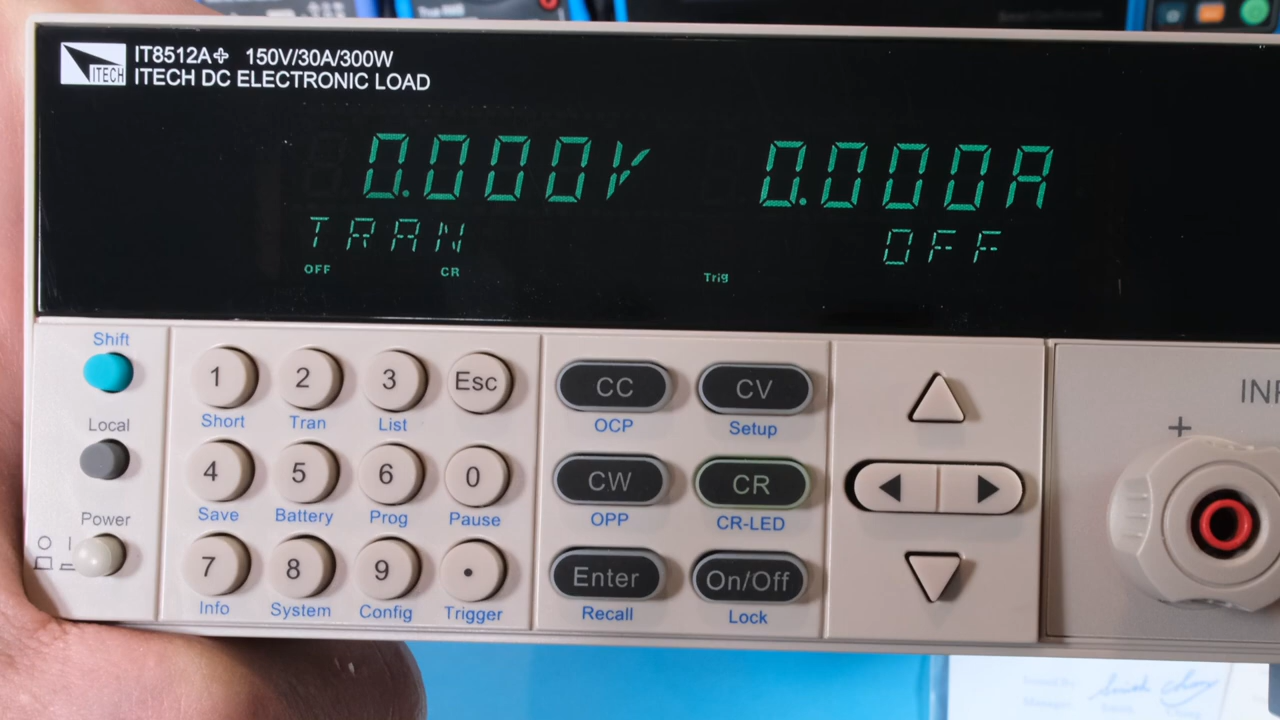 ITECH
IT8512A+ 150V/30A/300W
ITECH DC ELECTRONIC LOAD
0.000V 0.000A
TRAN OFF
OFF CR Trig
Shift
Local
Power
1 2 3 Esc
Short Tran List
4 5 6 0
Save Battery Prog Pause
7 8 9 •
Info System Config Trigger
CC CV
OCP Setup
CW CR
OPP CR-LED
Enter On/Off
Recall Lock
INP
+